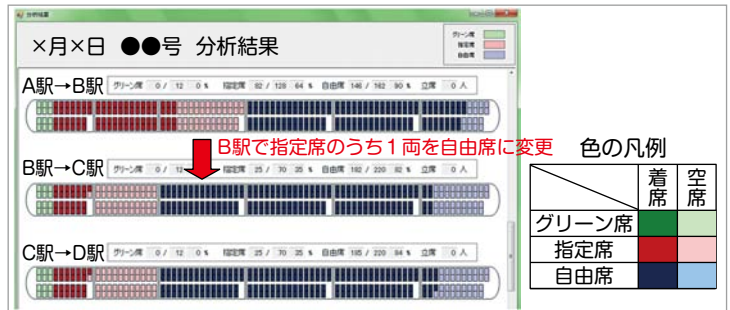 分析結果
×月×日 ●●号 分析結果
グリーン席
指定席
自由席
A駅→B駅 グリーン席 0 / 12 0 % 指定席 82 / 128 64 % 自由席 146 / 162 90 % 立席 0 人
B駅で指定席のうち1両を自由席に変更
B駅→C駅 グリーン席 0 / 12 指定席 25 / 70 35 % 自由席 182 / 220 82 % 立席 0 人
C駅→D駅 グリーン席 0 / 12 0 % 指定席 25 / 70 35 % 自由席 185 / 220 84 % 立席 0 人
色の凡例
着席 空席
グリーン席
指定席
自由席